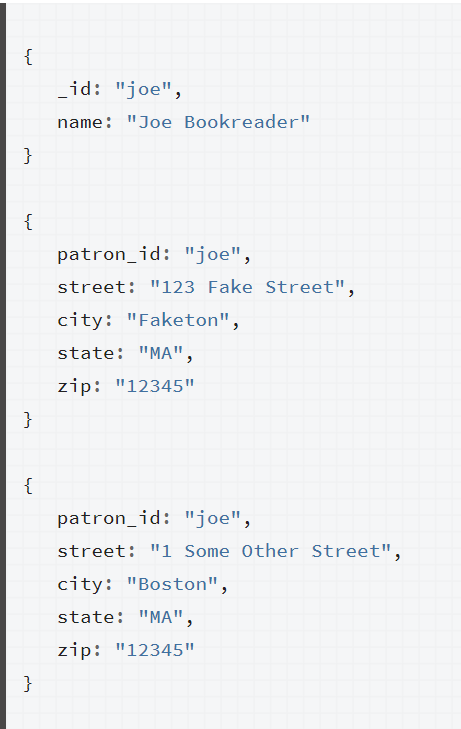 {
_id: "joe",
name: "Joe Bookreader"
}
{
patron_id: "joe",
street: "123 Fake Street",
city: "Faketon",
state: "MA",
zip: "12345"
}
{
patron_id: "joe",
street: "1 Some Other Street",
city: "Boston",
state: "MA",
zip: "12345"
}